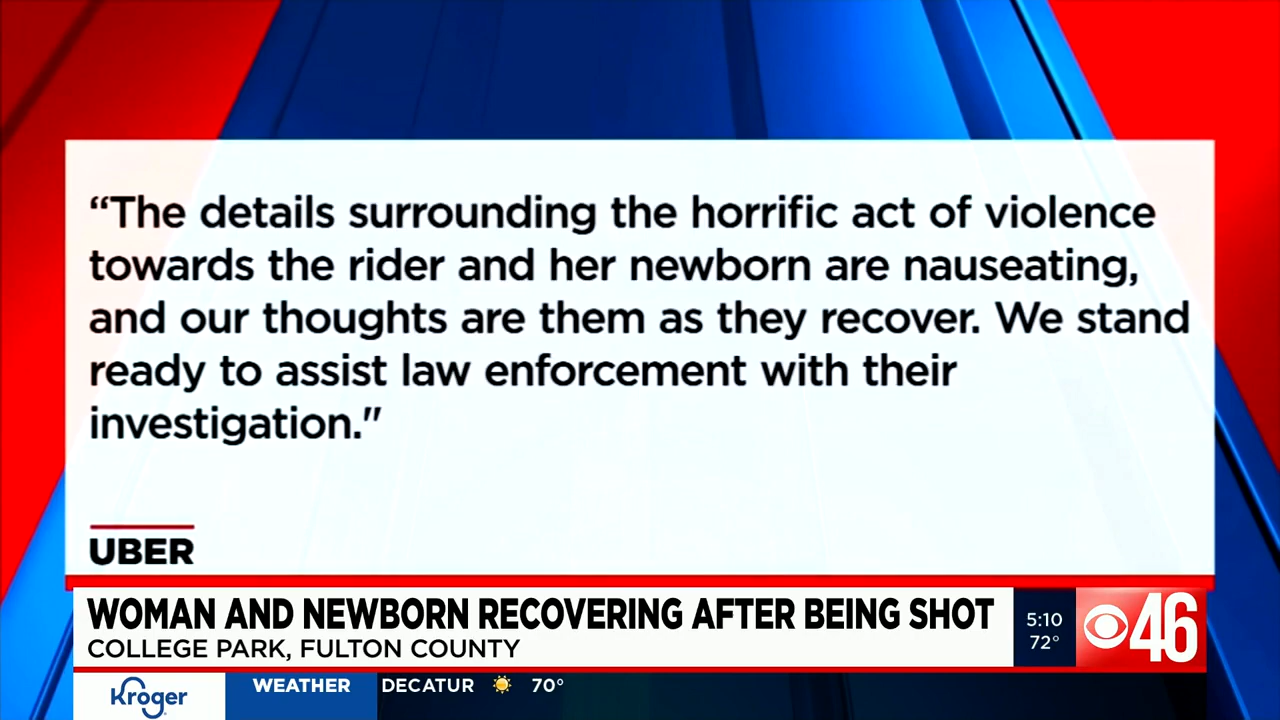 “The details surrounding the horrific act of violence
towards the rider and her newborn are nauseating,
and our thoughts are them as they recover. We stand
ready to assist law enforcement with their
investigation."
UBER
WOMAN AND NEWBORN RECOVERING AFTER BEING SHOT
COLLEGE PARK, FULTON COUNTY
5:10
72°
46
Kroger
WEATHER DECATUR 70°